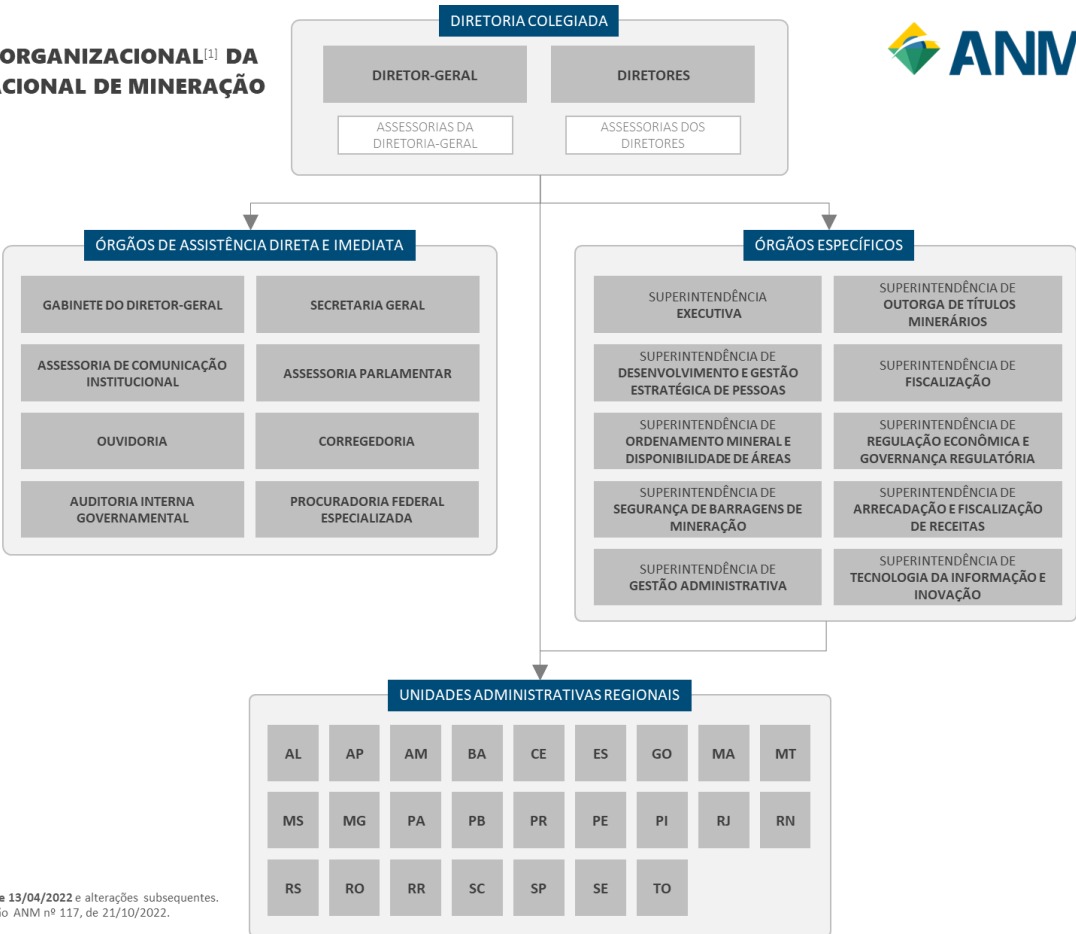 ORGANIZACIONAL[1] DA
ACIONAL DE MINERAÇÃO
DIRETORIA COLEGIADA
DIRETOR-GERAL
DIRETORES
ASSESSORIAS DA
DIRETORIA-GERAL
ASSESSORIAS DOS
DIRETORES
ANM
ÓRGÃOS DE ASSISTÊNCIA DIRETA E IMEDIATA
GABINETE DO DIRETOR-GERAL
SECRETARIA GERAL
ASSESSORIA DE COMUNICAÇÃO
INSTITUCIONAL
ASSESSORIA PARLAMENTAR
OUVIDORIA
CORREGEDORIA
AUDITORIA INTERNA
GOVERNAMENTAL
PROCURADORIA FEDERAL
ESPECIALIZADA
ÓRGÃOS ESPECÍFICOS
SUPERINTENDÊNCIA
EXECUTIVA
SUPERINTENDÊNCIA DE
OUTORGA DE TÍTULOS
MINERÁRIOS
SUPERINTENDÊNCIA DE
DESENVOLVIMENTO E GESTÃO
ESTRATÉGICA DE PESSOAS
SUPERINTENDÊNCIA DE
FISCALIZAÇÃO
SUPERINTENDÊNCIA DE
ORDENAMENTO MINERAL E
DISPONIBILIDADE DE ÁREAS
SUPERINTENDÊNCIA DE
REGULAÇÃO ECONÔMICA E
GOVERNANÇA REGULATÓRIA
SUPERINTENDÊNCIA DE
SEGURANÇA DE BARRAGENS DE
MINERAÇÃO
SUPERINTENDÊNCIA DE
ARRECADAÇÃO E FISCALIZAÇÃO
DE RECEITAS
SUPERINTENDÊNCIA DE
GESTÃO ADMINISTRATIVA
SUPERINTENDÊNCIA DE
TECNOLOGIA DA INFORMAÇÃO E
INOVAÇÃO
UNIDADES ADMINISTRATIVAS REGIONAIS
AL AP AM BA CE ES GO MA MT
MS MG PA PB PR PE PI RJ RN
RS RO RR SC SP SE TO
e 13/04/2022 e alterações subsequentes.
io ANM nº 117, de 21/10/2022.